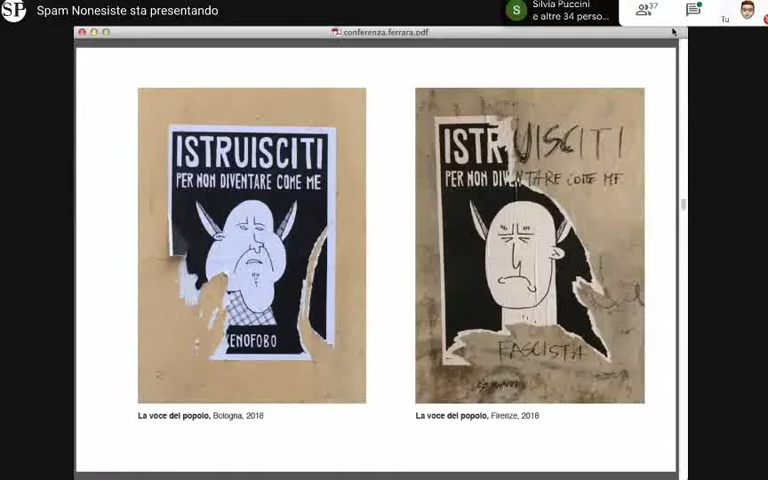 SP
Spam Nonesiste sta presentando
S
Silvia Puccini
e altre 34 perso...
37
Tu
conferenza.ferrara.pdf
ISTRUISCITI
PER NON DIVENTARE COME ME
XENOFOBO
La voce del popolo, Bologna, 2018
ISTRUISCITI
PER NON DIVENTARE COME ME
FASCISTA
La voce del popolo, Firenze, 2018